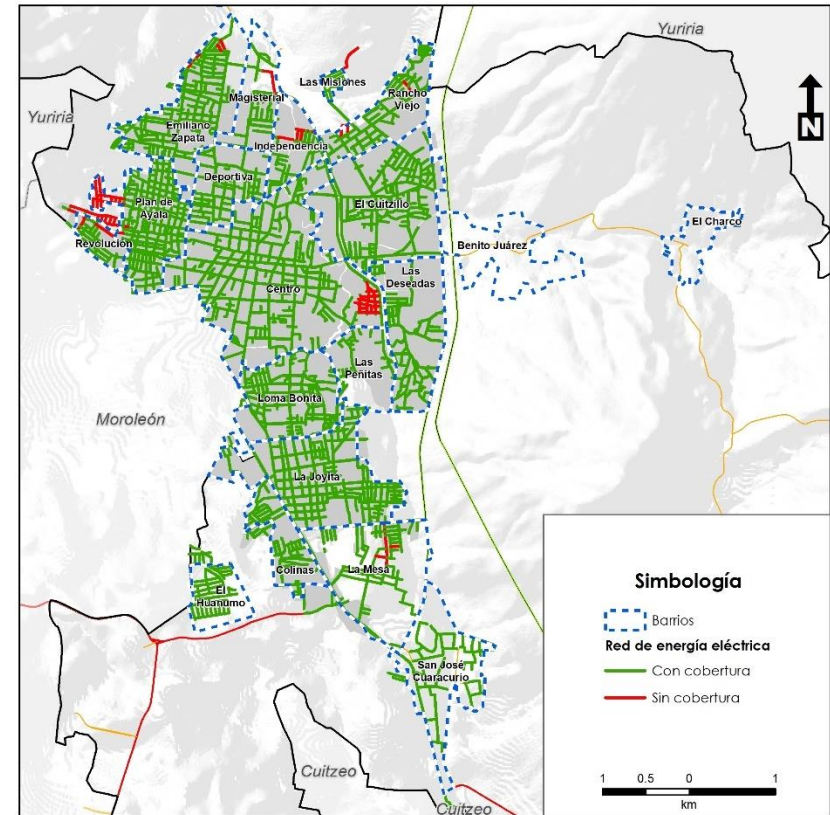 Yuriria
Las Misiones
Rancho
Viejo
Magisterial
Yuriria
N
Emiliano
Zapata
Independencia
Deportiva
Plan de
Ayala
El Cuitzillo
El Charco
Revolución
Benito Juárez
Las
Deseadas
Centro
Las
Peñitas
Loma Bonita
Moroleón
La Joyita
Colinas
La Mesa
El
Huanumo
San José
Cuaracurio
Cuitzeo
Cuitzeo
Simbología
Barrios
Red de energía eléctrica
Con cobertura
Sin cobertura
1 0.5 0 1
km